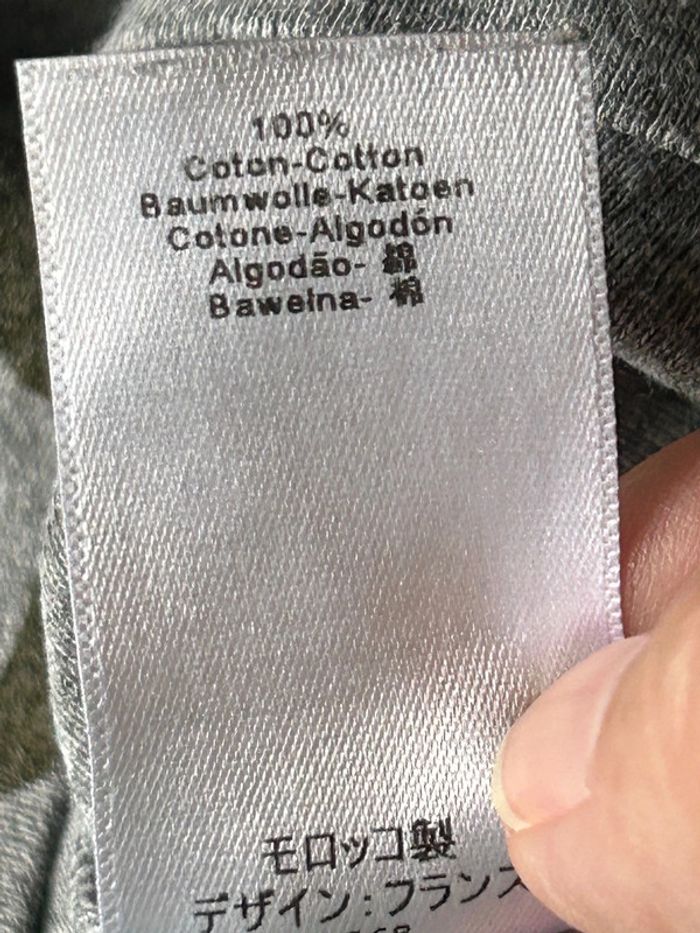 100%
Coton-Cotton
Baumwolle-Katoen
Cotone-Algodón
Algodão- 綿
Bawełna- 棉
モロッコ製
デザイン:フランス